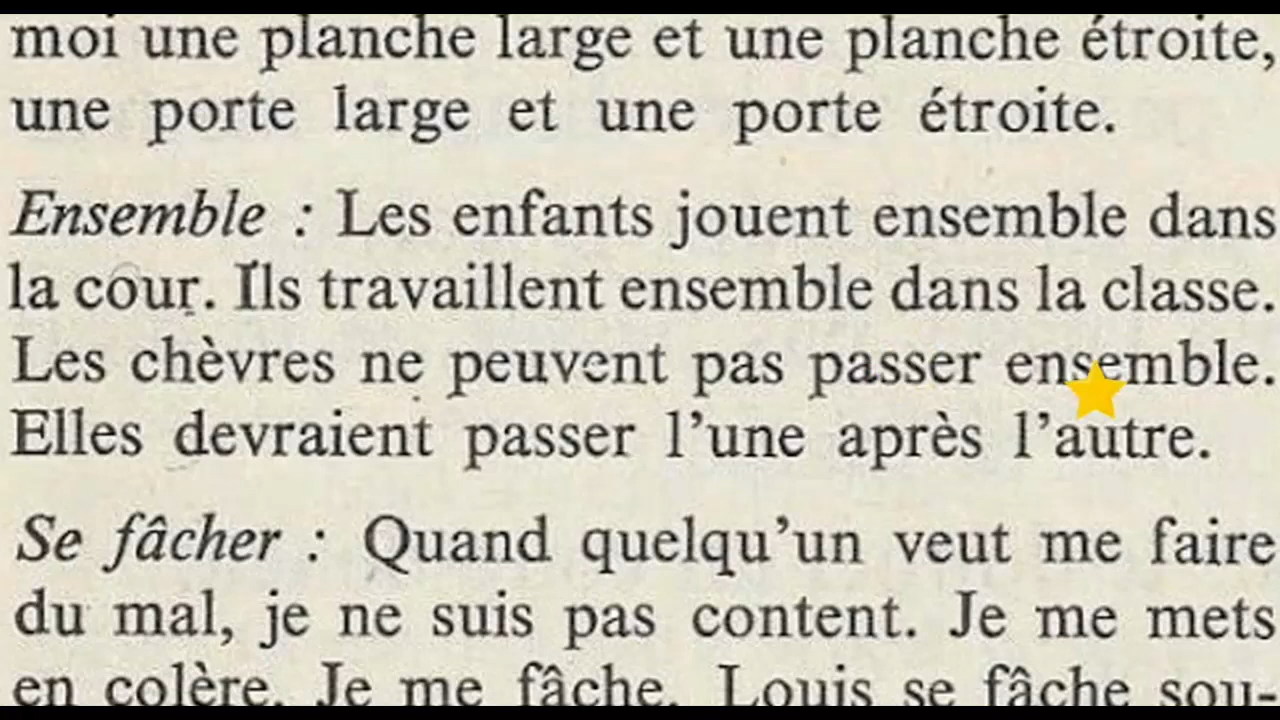 moi une planche large et une planche étroite,
une porte large et une porte étroite.
Ensemble : Les enfants jouent ensemble dans
la cour. Ils travaillent ensemble dans la classe.
Les chèvres ne peuvent pas passer ensemble.
Elles devraient passer l'une après l'autre.
Se fâcher : Quand quelqu'un veut me faire
du mal, je ne suis pas content. Je me mets
en colère. Je me fâche. Louis se fâche sou-